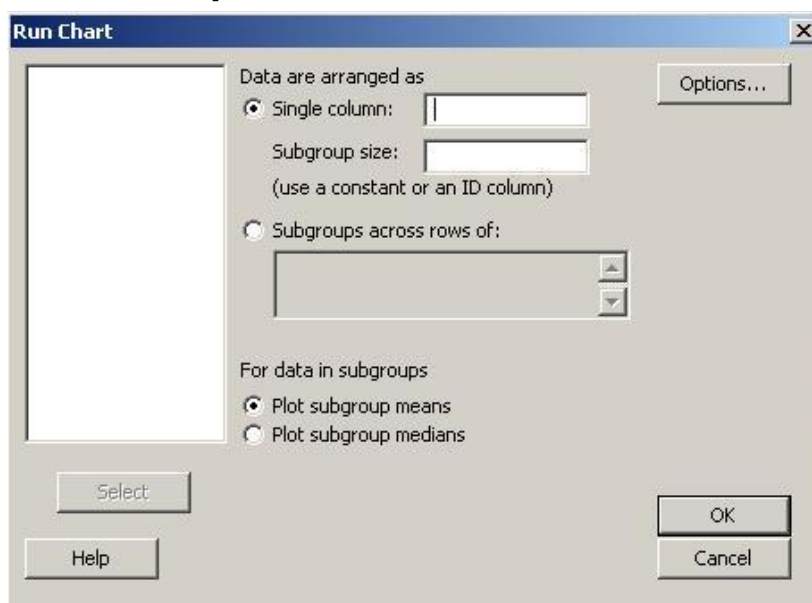 Run Chart
Data are arranged as
Single column:
Subgroup size:
(use a constant or an ID column)
Subgroups across rows of:
For data in subgroups
Plot subgroup means
Plot subgroup medians
Options...
Select
Help
OK
Cancel